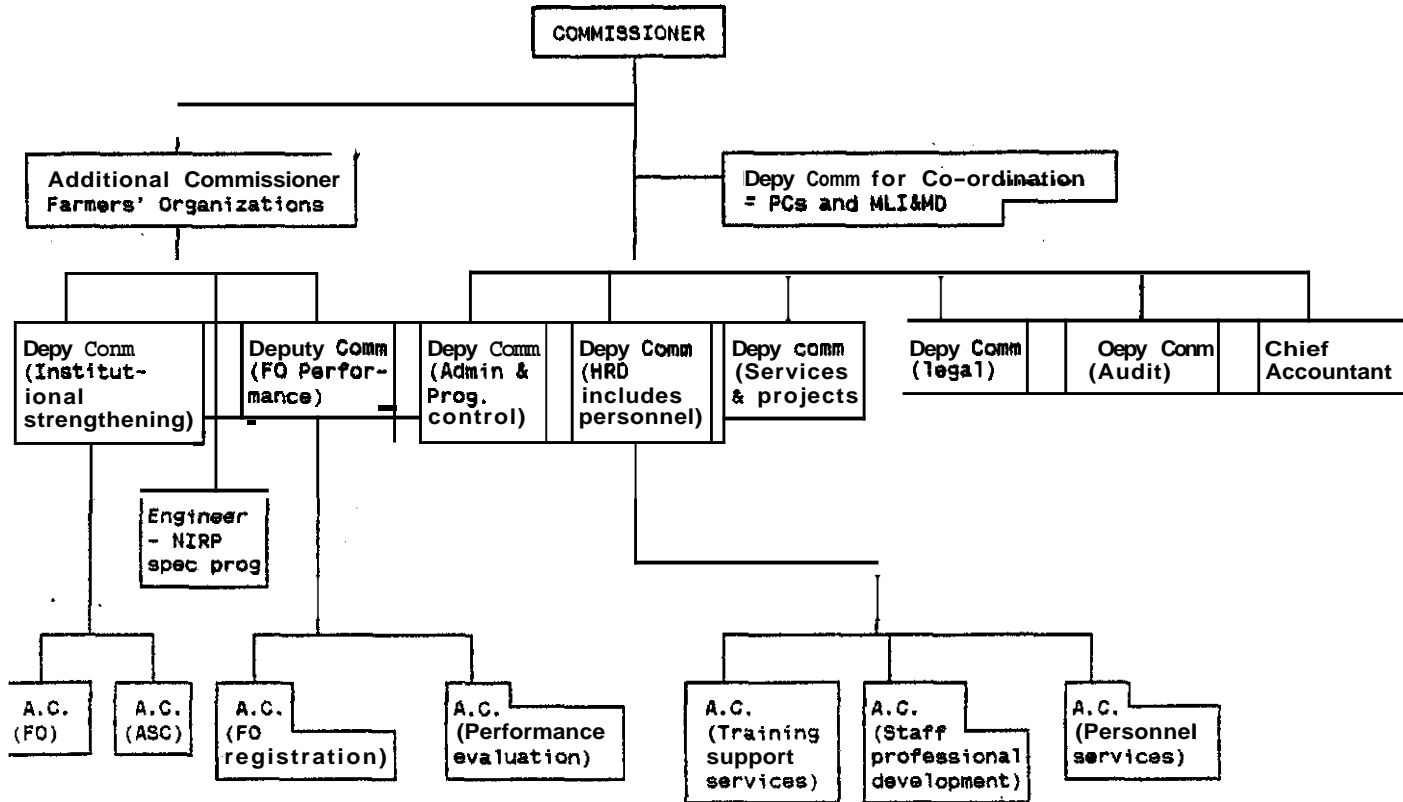 COMMISSIONER
Additional Commissioner
Farmers' Organizations
Depy Comm for Co-ordination
= PCs and MLI&MD
Depy Conm
(Institut-
ional
strengthening)
Deputy Comm
(FO Perfor-
mance)
Depy Comm
(Admin &
Prog.
control)
Depy Comm
(HRD
includes
personnel)
Depy comm
(Services
& projects
Depy Comm
(legal)
Oepy Conm
(Audit)
Chief
Accountant
Engineer
- NIRP
spec prog
A.C.
(FO)
A.C.
(ASC)
A.C.
(FO
registration)
A.C.
(Performance
evaluation)
A.C.
(Training
support
services)
A.C.
(Staff
professional
development)
A.C.
(Personnel
services)